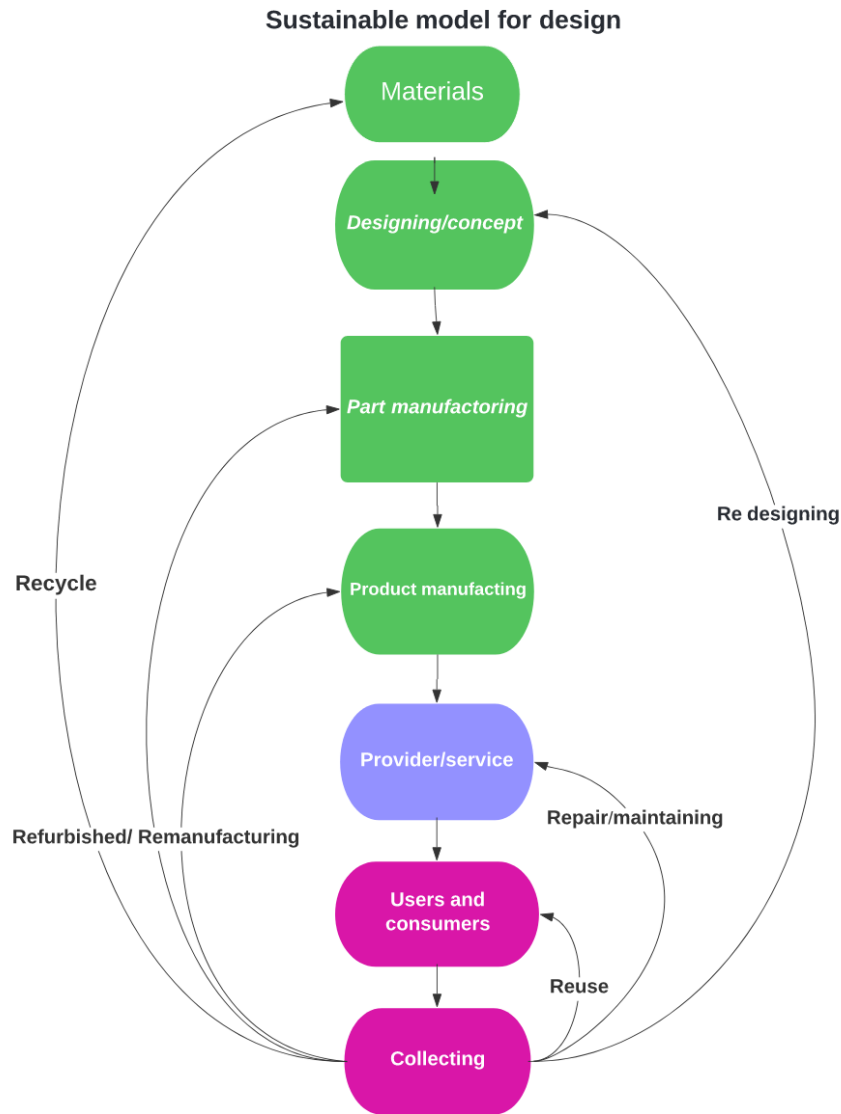 Sustainable model for design
Materials
Designing/concept
Part manufactoring
Re designing
Recycle
Product manufacting
Provider/service
Repair/maintaining
Refurbished/ Remanufacturing
Users and
consumers
Reuse
Collecting